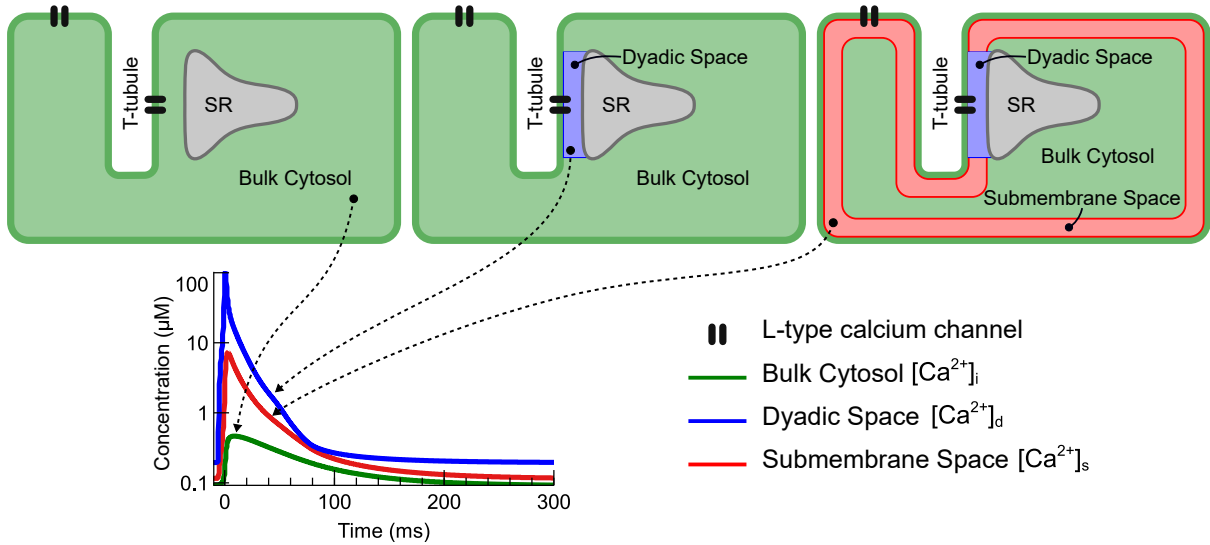 T-tubule
SR
Bulk Cytosol
T-tubule
Dyadic Space
SR
Bulk Cytosol
T-tubule
Dyadic Space
SR
Bulk Cytosol
Submembrane Space
Concentration (µM)
100
10
1
0.1
0
100
200
300
Time (ms)
L-type calcium channel
Bulk Cytosol [Ca²⁺]ᵢ
Dyadic Space [Ca²⁺]d
Submembrane Space [Ca²⁺]ₛ